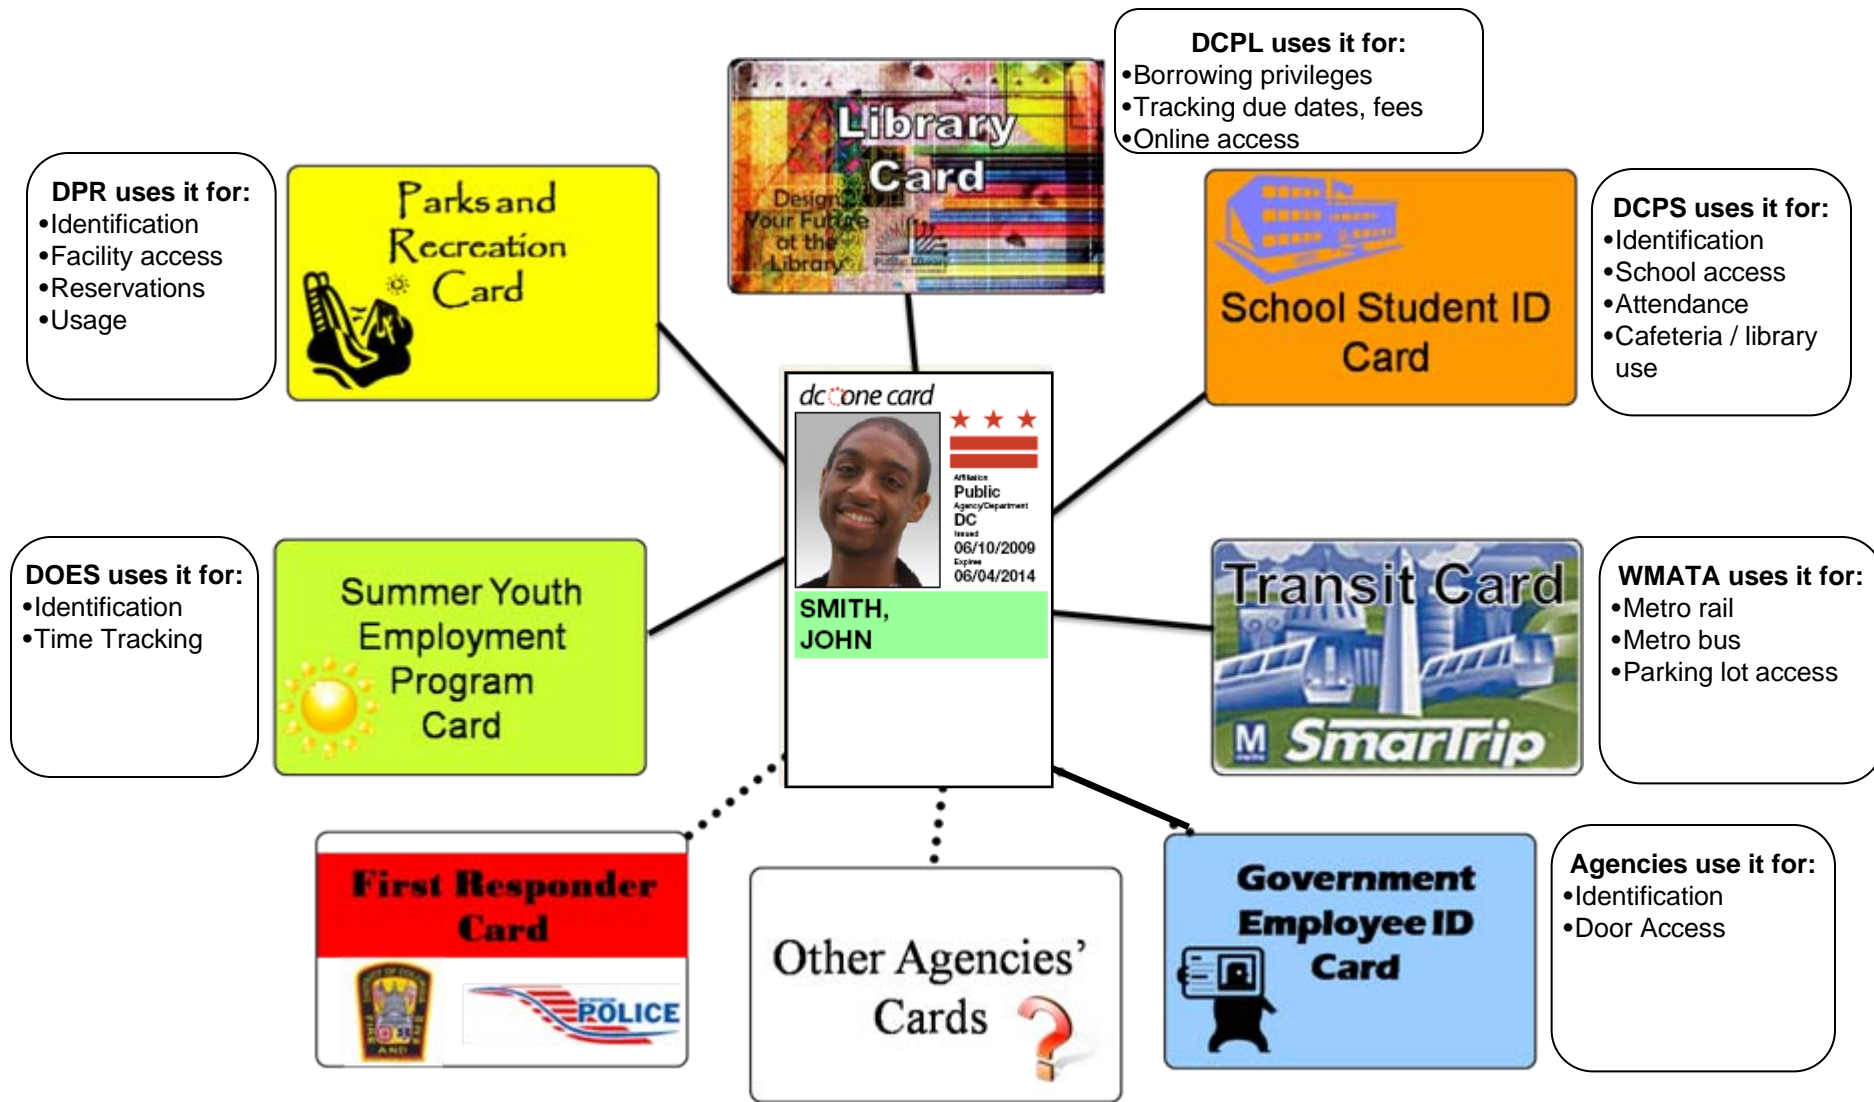 DCPL uses it for:
•Borrowing privileges
•Tracking due dates, fees
•Online access
Library
Card
Design
Your Future
at the
Library
DPR uses it for:
•Identification
•Facility access
•Reservations
•Usage
Parks and
Recreation
Card
School Student ID
Card
DCPS uses it for:
•Identification
•School access
•Attendance
•Cafeteria / library
use
dc one card
Affiliation
Public
Agency/Department
DC
Issued
06/10/2009
Expires
06/04/2014
SMITH,
JOHN
DOES uses it for:
•Identification
•Time Tracking
Summer Youth
Employment
Program
Card
Transit Card
M
metro
SmarTrip
WMATA uses it for:
•Metro rail
•Metro bus
•Parking lot access
First Responder
Card
POLICE
Other Agencies'
Cards
?
Government
Employee ID
Card
Agencies use it for:
•Identification
•Door Access